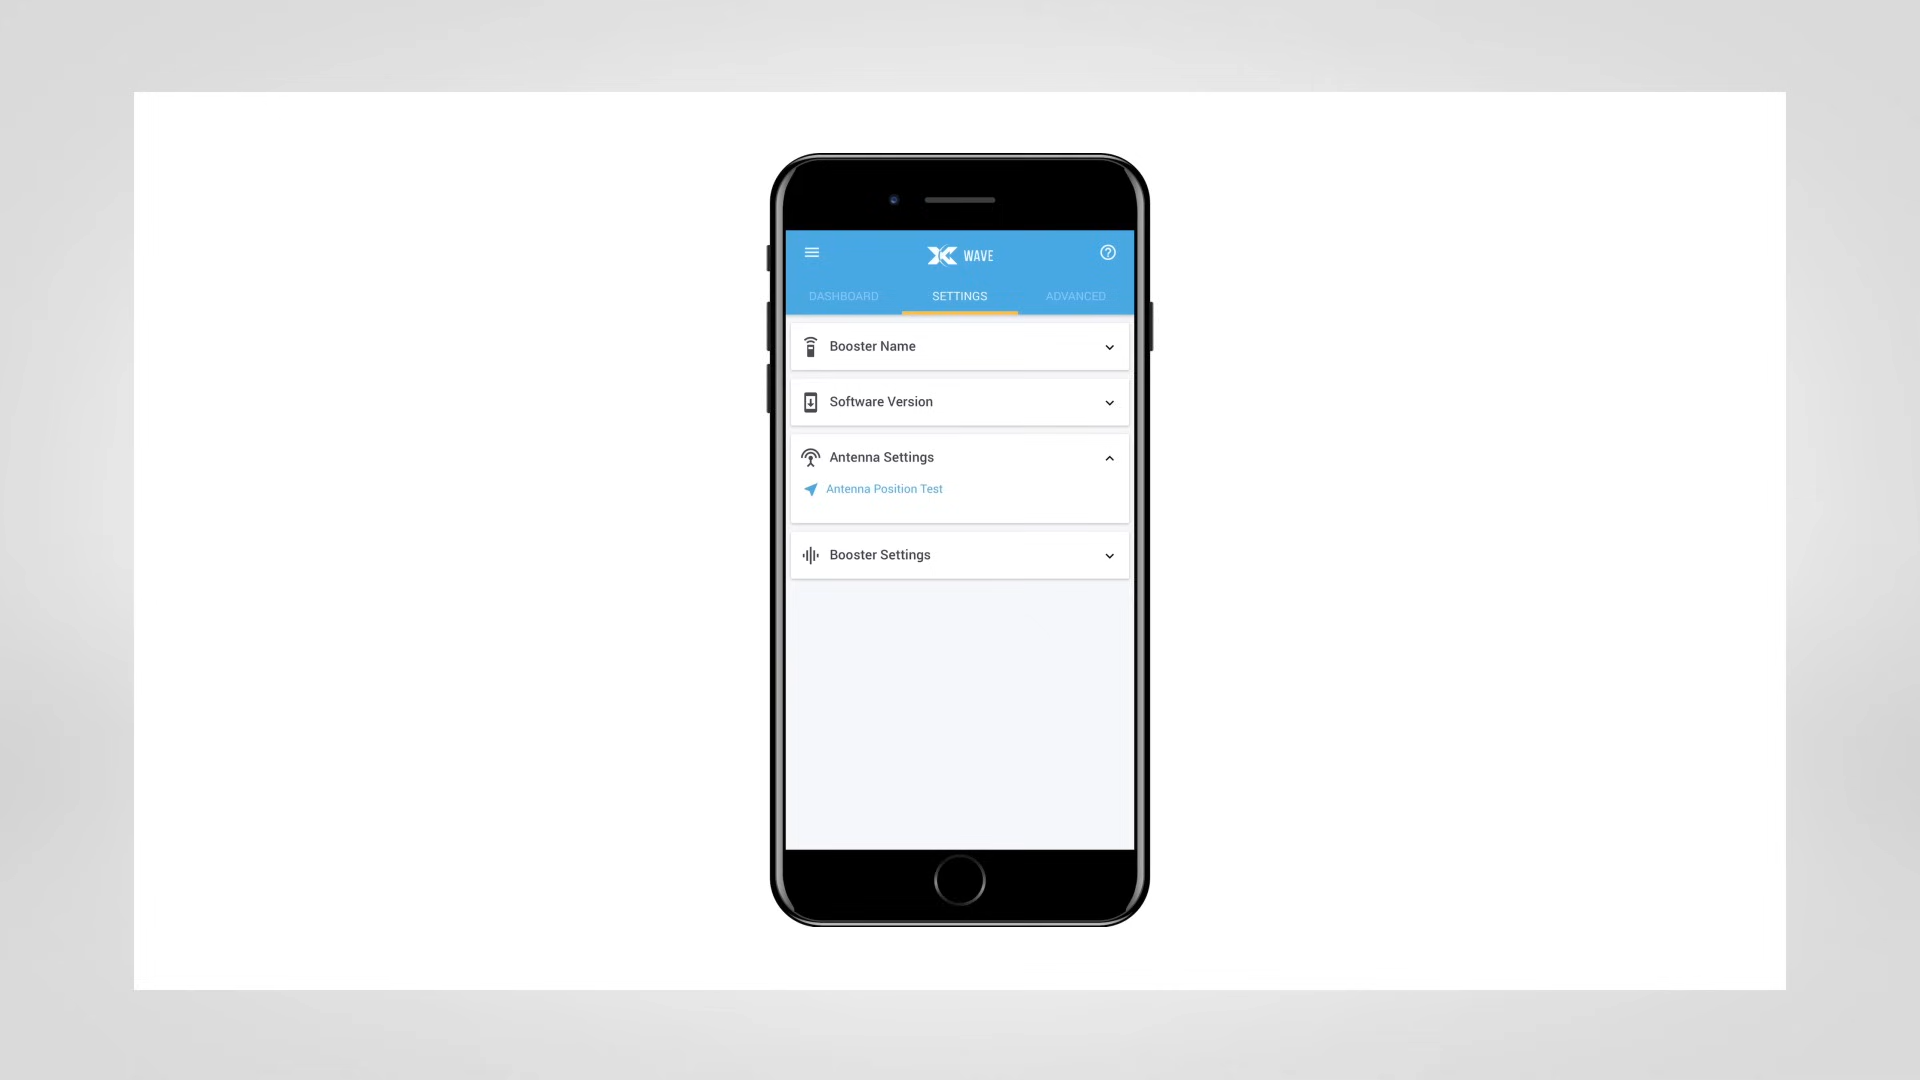 WAVE
DASHBOARD SETTINGS ADVANCED
Booster Name
Software Version
Antenna Settings
Antenna Position Test
Booster Settings